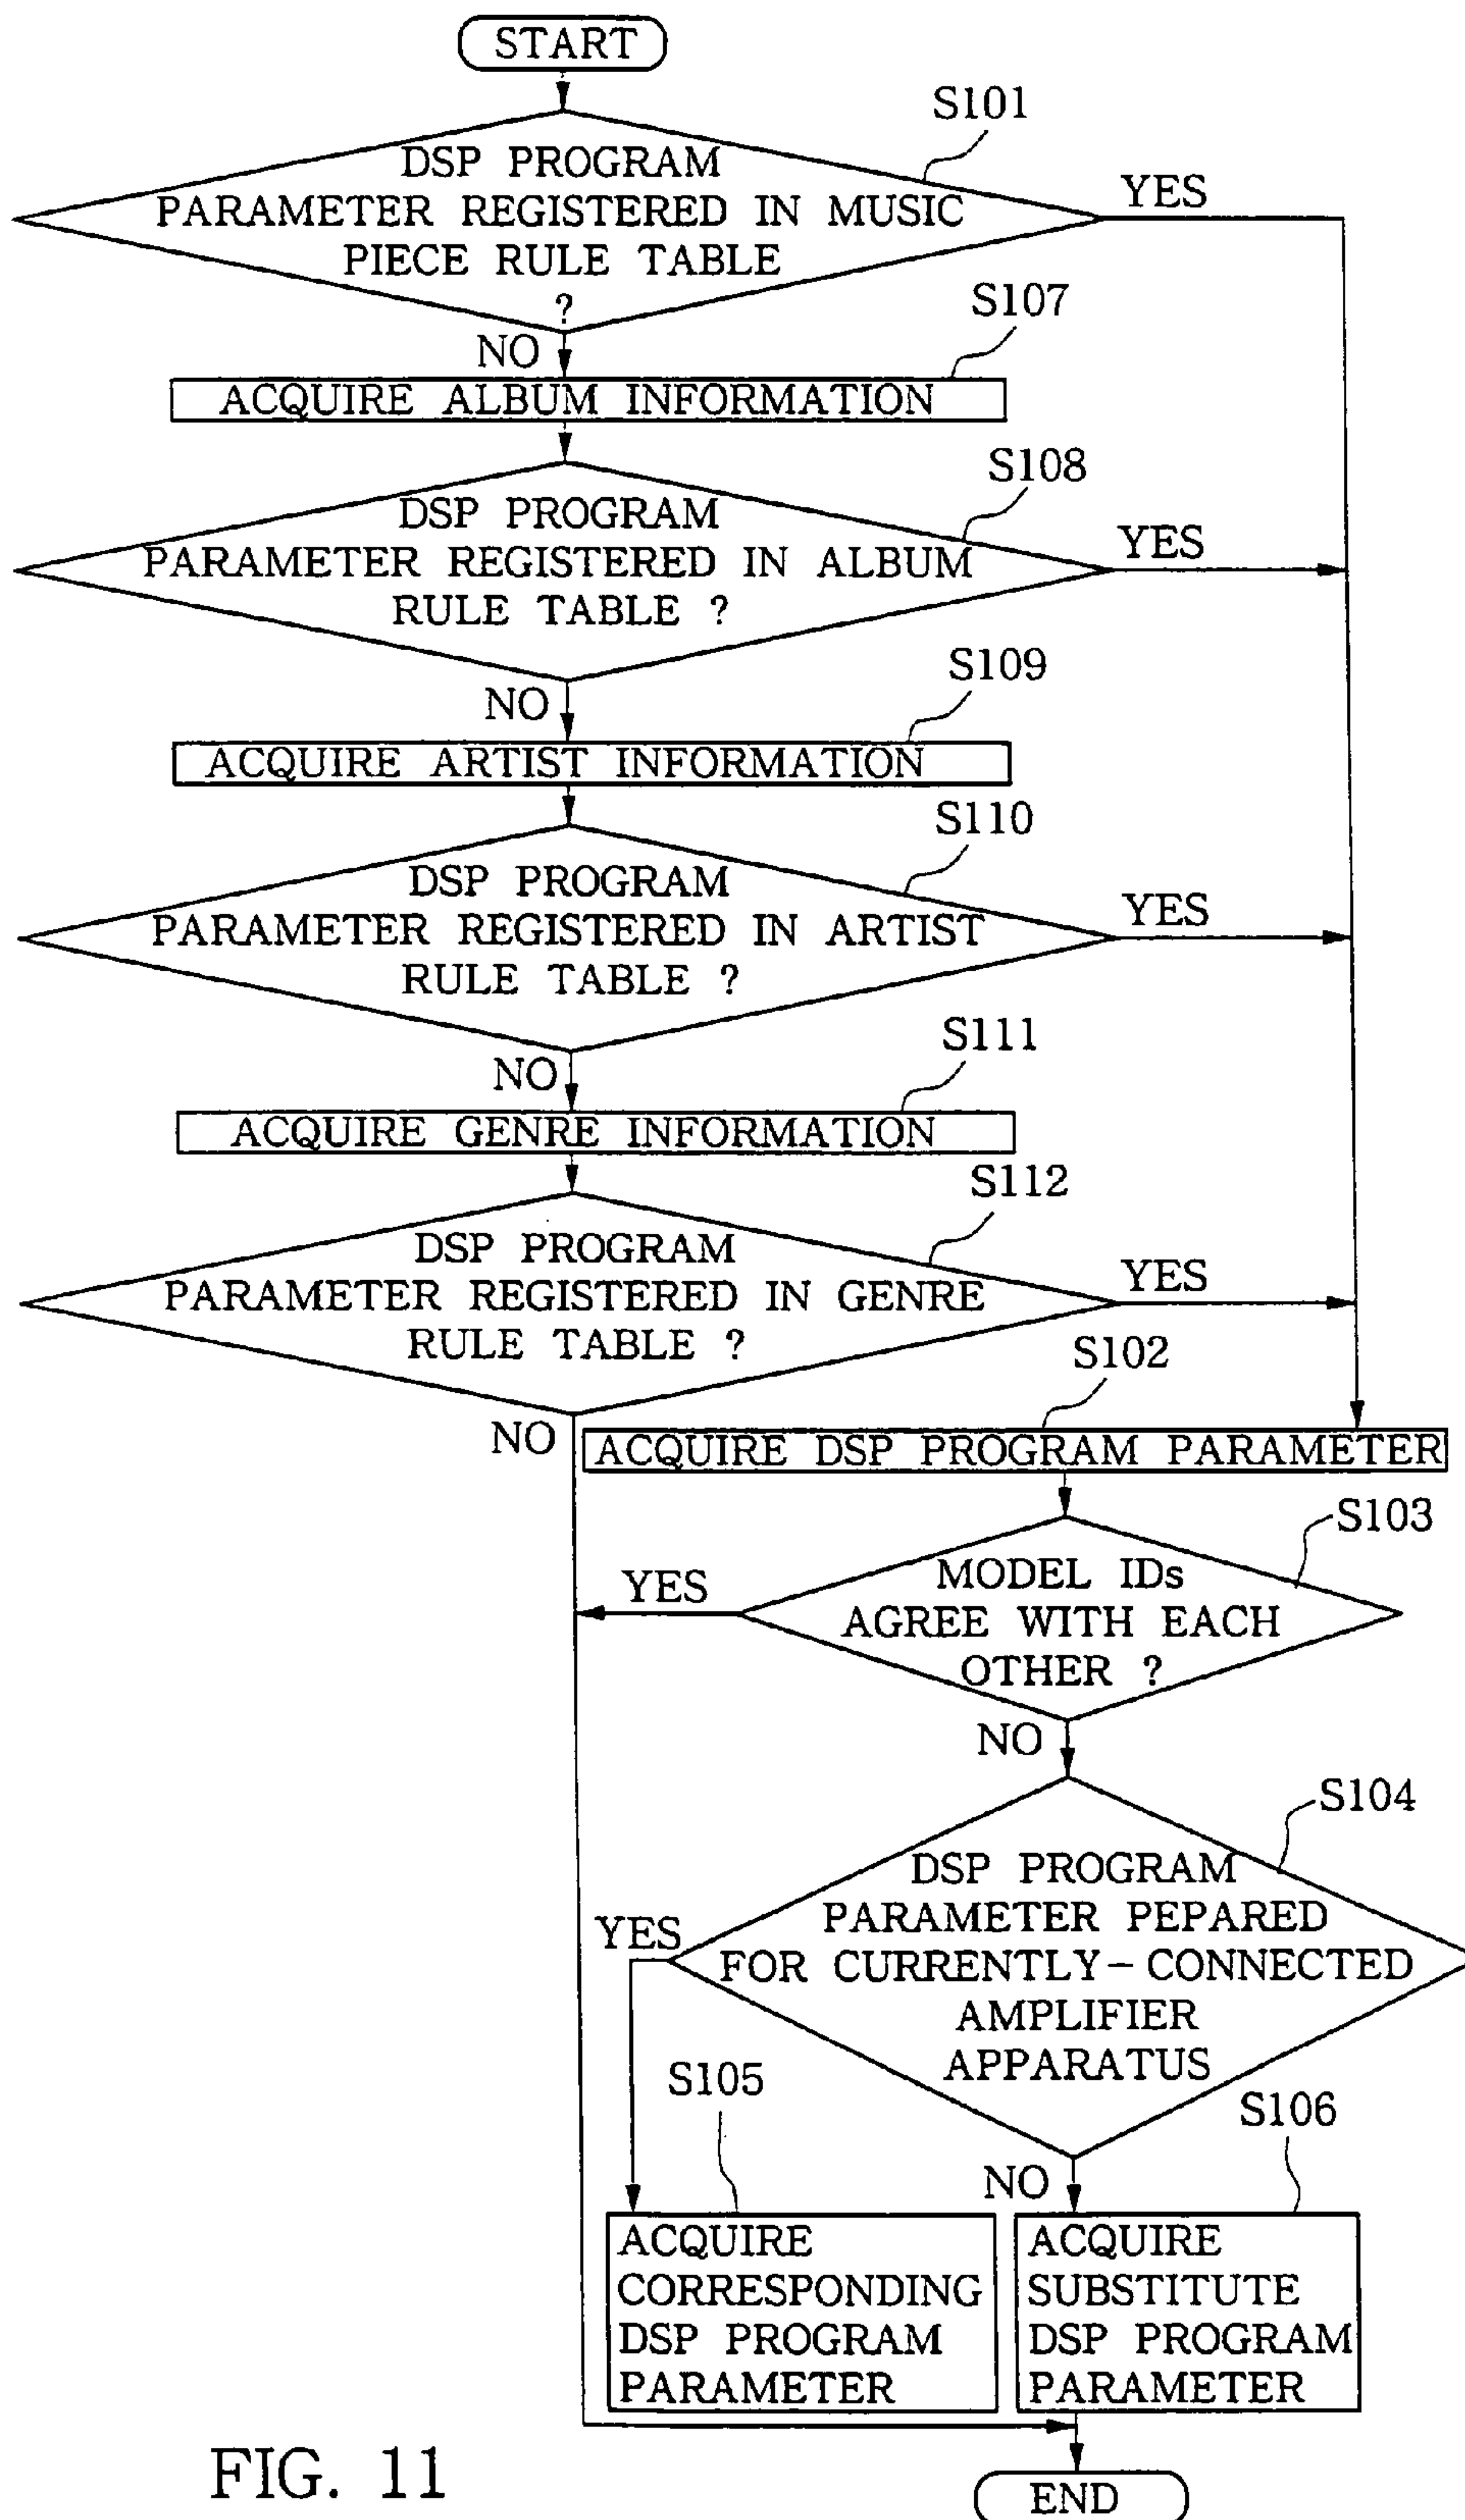 START
S101
DSP PROGRAM
PARAMETER REGISTERED IN MUSIC
PIECE RULE TABLE
?
YES
NO
S107
ACQUIRE ALBUM INFORMATION
S108
DSP PROGRAM
PARAMETER REGISTERED IN ALBUM
RULE TABLE ?
YES
NO
S109
ACQUIRE ARTIST INFORMATION
S110
DSP PROGRAM
PARAMETER REGISTERED IN ARTIST
RULE TABLE ?
YES
NO
S111
ACQUIRE GENRE INFORMATION
S112
DSP PROGRAM
PARAMETER REGISTERED IN GENRE
RULE TABLE ?
YES
NO
S102
ACQUIRE DSP PROGRAM PARAMETER
S103
MODEL IDs
AGREE WITH EACH
OTHER ?
YES
NO
S104
DSP PROGRAM
PARAMETER PEPARED
FOR CURRENTLY-CONNECTED
AMPLIFIER
APPARATUS
YES
NO
S105
ACQUIRE
CORRESPONDING
DSP PROGRAM
PARAMETER
S106
ACQUIRE
SUBSTITUTE
DSP PROGRAM
PARAMETER
END
FIG. 11